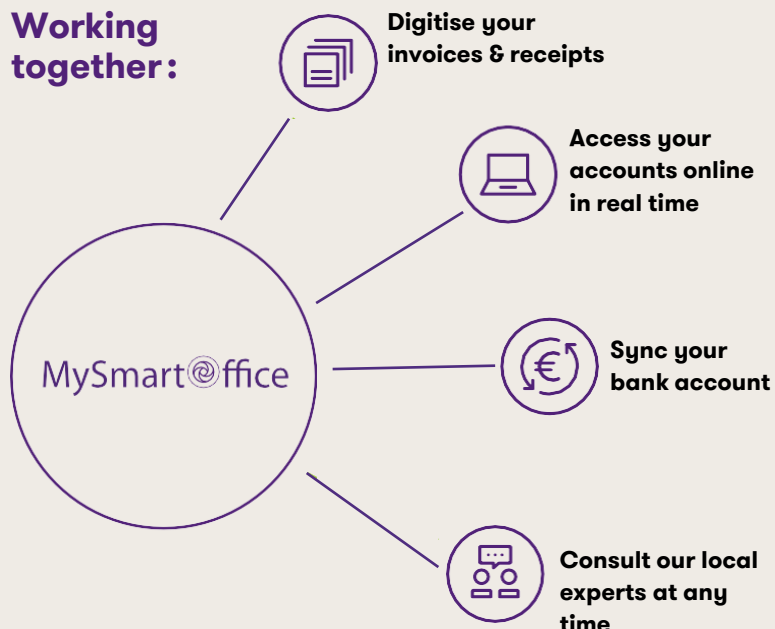 Working
together:
Digitise your
invoices & receipts
Access your
accounts online
in real time
MySmartOffice
€
Sync your
bank account
Consult our local
experts at any
time